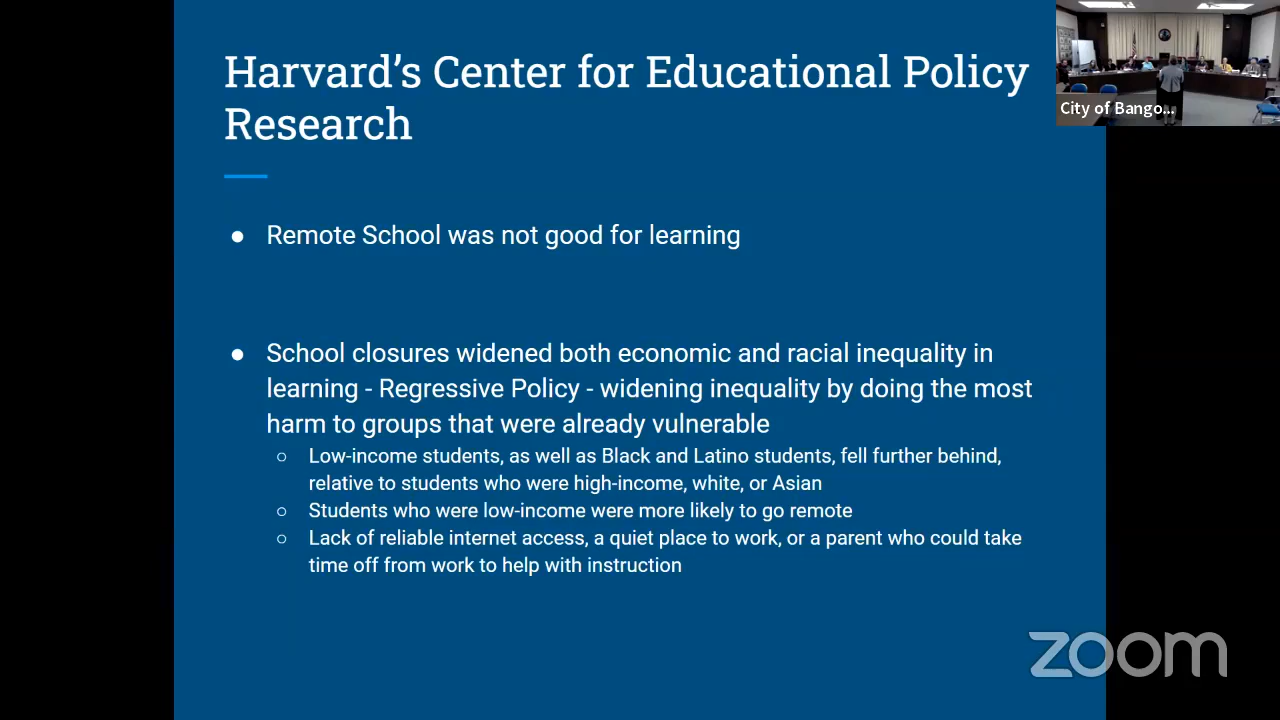 Harvard’s Center for Educational Policy
Research
City of Bango...
● Remote School was not good for learning
● School closures widened both economic and racial inequality in
learning - Regressive Policy - widening inequality by doing the most
harm to groups that were already vulnerable
○ Low-income students, as well as Black and Latino students, fell further behind,
relative to students who were high-income, white, or Asian
○ Students who were low-income were more likely to go remote
○ Lack of reliable internet access, a quiet place to work, or a parent who could take
time off from work to help with instruction
zoom